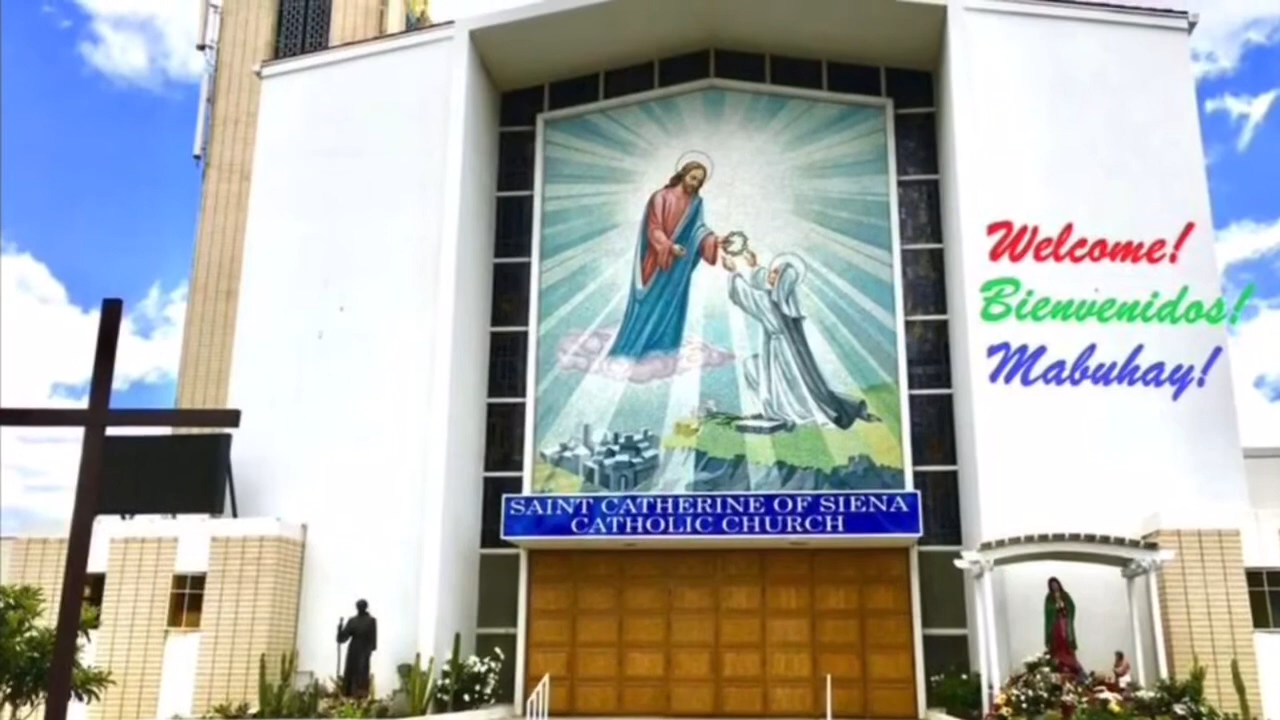 Welcome!
Bienvenidos!
Mabuhay!
SAINT CATHERINE OF SIENA
CATHOLIC CHURCH